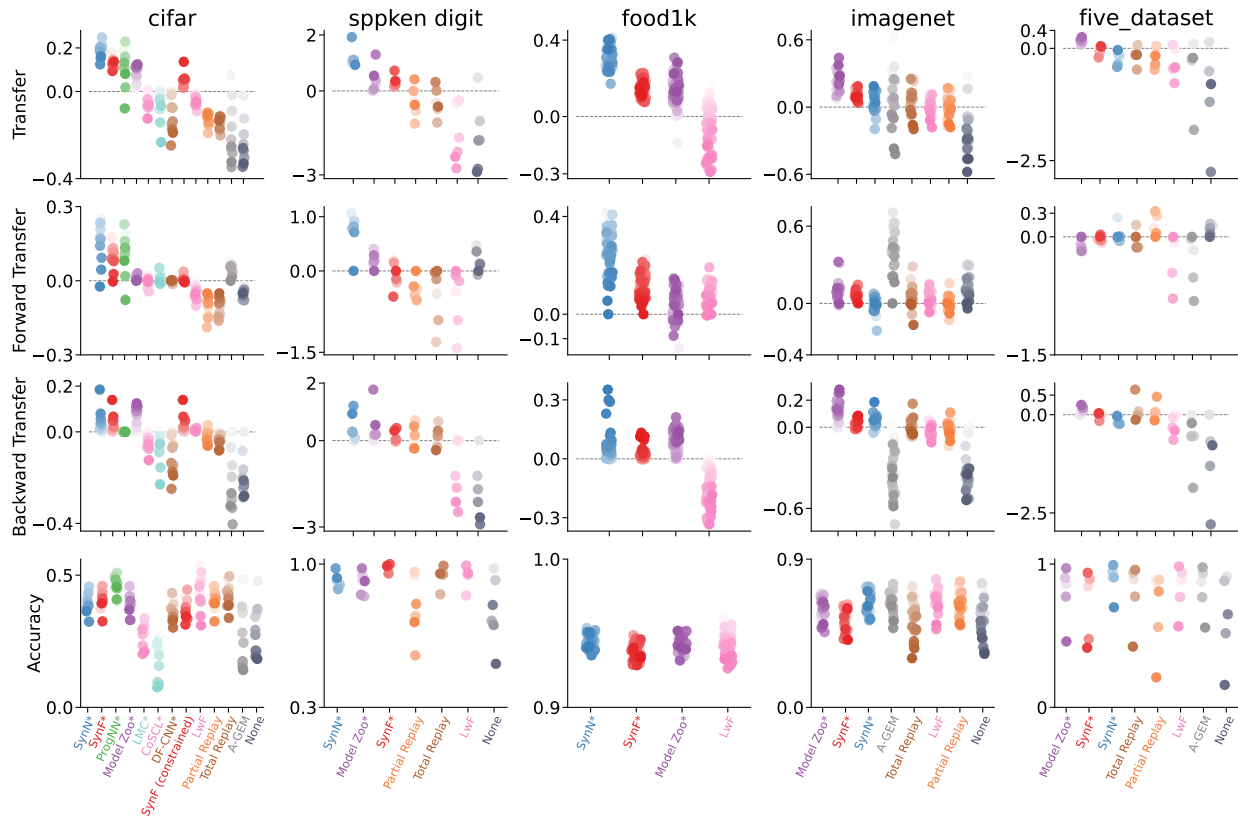 cifar
sppken digit
food1k
imagenet
five_dataset
Transfer
0.2
0.0
−0.4
2
0
−3
0.4
0.0
−0.3
0.6
0.0
−0.6
0.4
0.0
−2.5
Forward Transfer
0.3
0.0
−0.3
1.0
0.0
−1.5
0.4
0.0
−0.1
0.6
0.0
−0.4
0.3
0.0
−1.5
Backward Transfer
0.2
0.0
−0.4
2
0
−3
0.3
0.0
−0.3
0.2
0.0
−0.6
0.5
0.0
−2.5
Accuracy
0.5
0.0
1.0
0.3
1.0
0.9
0.9
0.0
1
0
SynN*
SynF*
ProgNN*
Model Zoo*
LMC*
CoSCL*
DF-CNN*
SynF (constrained)
LwF
Partial Replay
Total Replay
A-GEM
None
SynN*
Model Zoo*
SynF*
Partial Replay
Total Replay
LwF
None
SynN*
SynF*
Model Zoo*
LwF
Model Zoo*
SynF*
SynN*
A-GEM
Total Replay
LwF
Partial Replay
None
Model Zoo*
SynF*
SynN*
Total Replay
Partial Replay
LwF
A-GEM
None